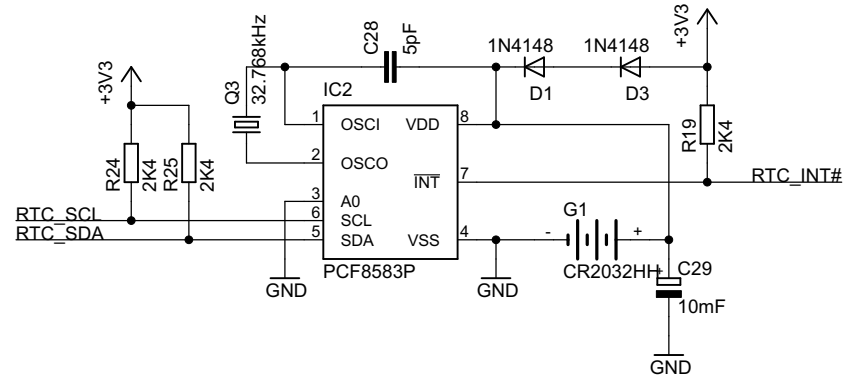 C28
5pF
+3V3
1N4148
1N4148
D1
D3
Q3
32.768kHz
IC2
+3V3
1
OSCI
VDD
8
R19
2K4
2
OSCO
INT
7
RTC_INT#
R24
2K4
R25
2K4
3
A0
RTC_SCL
6
SCL
RTC_SDA
5
SDA
VSS
4
G1
-
+
PCF8583P
CR2032HH
C29
+
10mF
GND
GND
GND